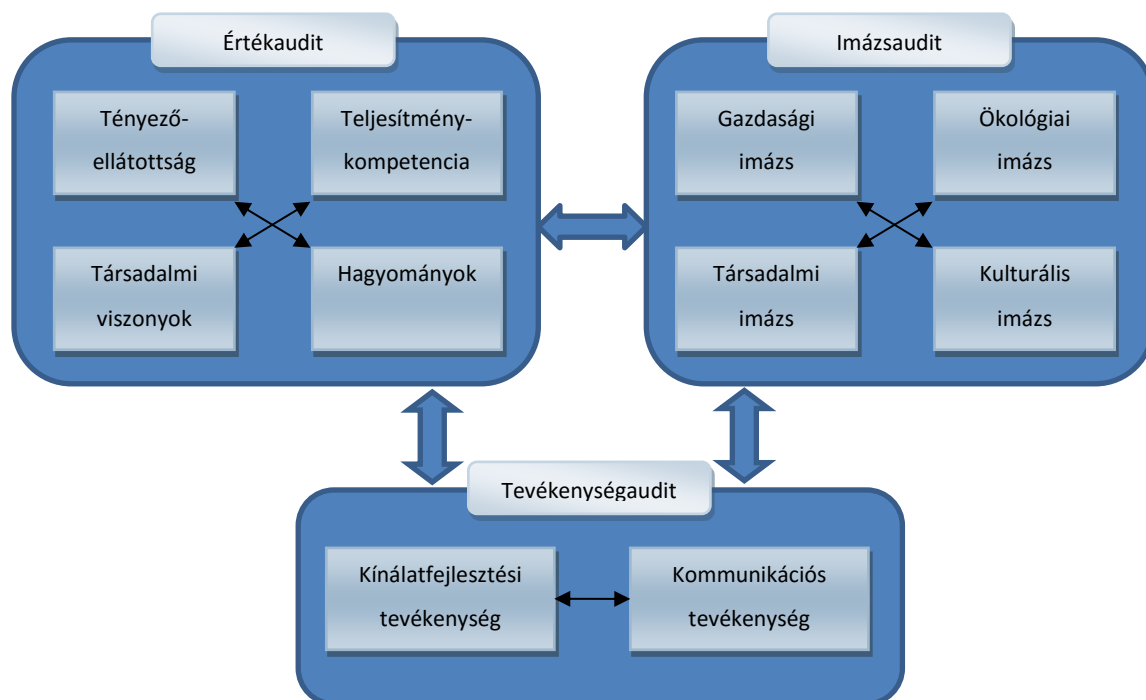 Értékaudit
Tényező-
ellátottság
Teljesítmény-
kompetencia
Társadalmi
viszonyok
Hagyományok
Imázsaudit
Gazdasági
imázs
Ökológiai
imázs
Társadalmi
imázs
Kulturális
imázs
Tevékenységaudit
Kínálatfejlesztési
tevékenység
Kommunikációs
tevékenység